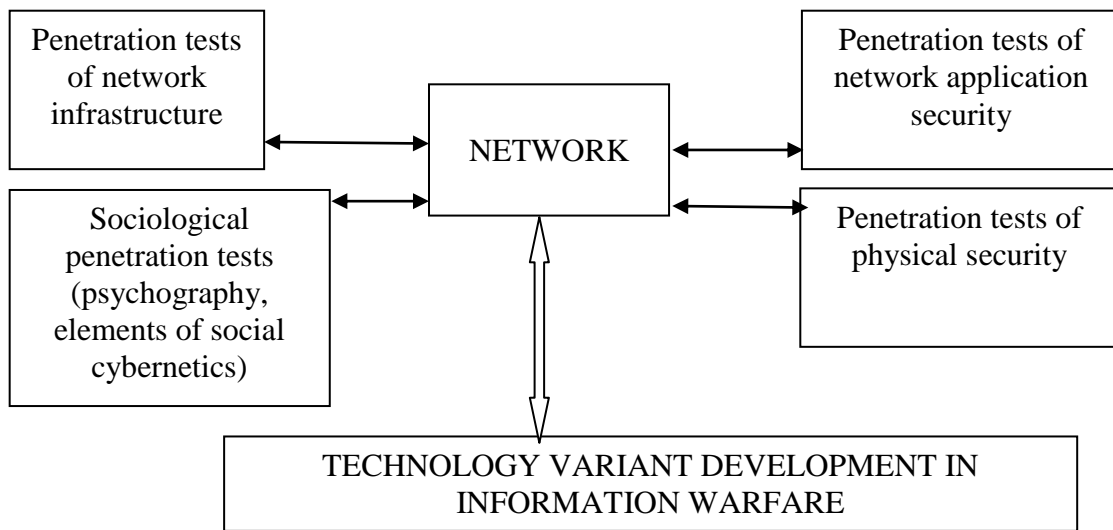 Penetration tests
of network
infrastructure
NETWORK
Penetration tests of
network application
security
Sociological
penetration tests
(psychography,
elements of social
cybernetics)
Penetration tests of
physical security
TECHNOLOGY VARIANT DEVELOPMENT IN
INFORMATION WARFARE